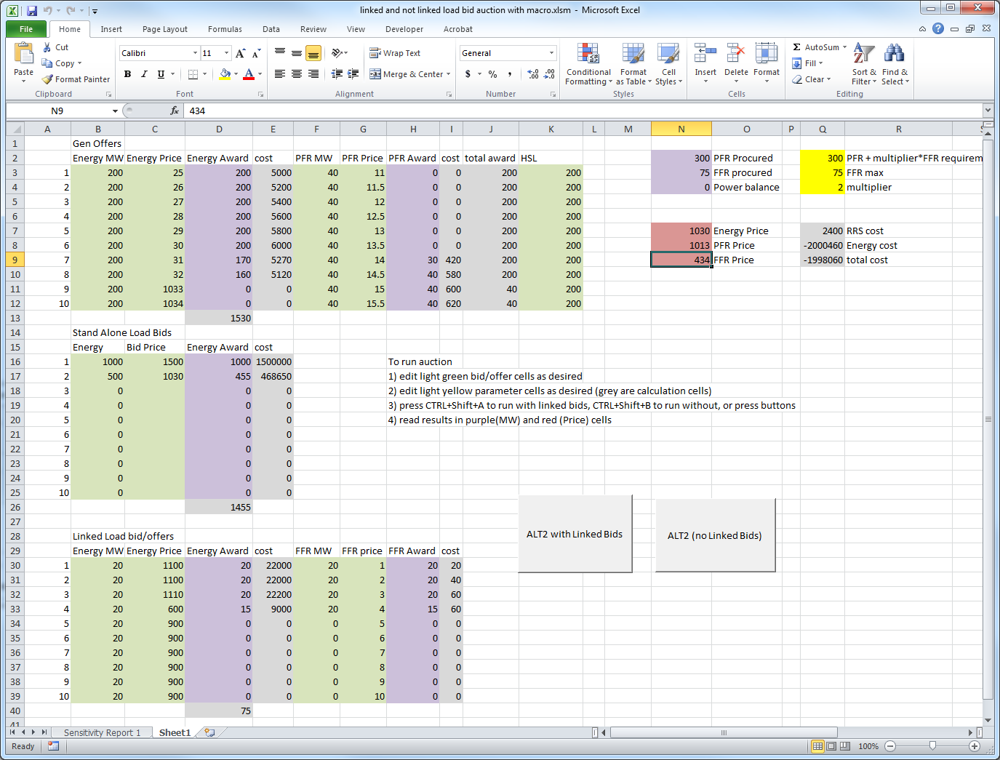 linked and not linked load bid auction with macro.xlsm - Microsoft Excel
File Home Insert Page Layout Formulas Data Review View Developer Acrobat
Paste Cut Copy Format Painter
Calibri 11 B I U
Wrap Text Merge & Center
General $ % ,
Conditional Formatting Format as Table Cell Styles
Insert Delete Format
Σ AutoSum Fill Clear Sort & Filter Find & Select
Clipboard Font Alignment Number Styles Cells Editing
N9 fx 434
A B C D E F G H I J K L M N O P Q R
1 Gen Offers
2 Energy MW Energy Price Energy Award cost PFR MW PFR Price PFR Award cost total award HSL 300 PFR Procured 300 PFR + multiplier*FFR requirem
3 1 200 25 200 5000 40 11 0 0 200 200 75 FFR procured 75 FFR max
4 2 200 26 200 5200 40 11.5 0 0 200 200 0 Power balance 2 multiplier
5 3 200 27 200 5400 40 12 0 0 200 200
6 4 200 28 200 5600 40 12.5 0 0 200 200
7 5 200 29 200 5800 40 13 0 0 200 200 1030 Energy Price 2400 RRS cost
8 6 200 30 200 6000 40 13.5 0 0 200 200 1013 PFR Price -2000460 Energy cost
9 7 200 31 170 5270 40 14 30 420 200 200 434 FFR Price -1998060 total cost
10 8 200 32 160 5120 40 14.5 40 580 200 200
11 9 200 1033 0 0 40 15 40 600 40 200
12 10 200 1034 0 0 40 15.5 40 620 40 200
13 1530
14 Stand Alone Load Bids
15 Energy Bid Price Energy Award cost
16 1 1000 1500 1000 1500000 To run auction
17 2 500 1030 455 468650 1) edit light green bid/offer cells as desired
18 3 0 0 0 2) edit light yellow parameter cells as desired (grey are calculation cells)
19 4 0 0 0 3) press CTRL+Shift+A to run with linked bids, CTRL+Shift+B to run without, or press buttons
20 5 0 0 0 4) read results in purple(MW) and red (Price) cells
21 6 0 0 0
22 7 0 0 0
23 8 0 0 0
24 9 0 0 0
25 10 0 0 0
26 1455
27
28 Linked Load bid/offers
ALT2 with Linked Bids ALT2 (no Linked Bids)
29 Energy MW Energy Price Energy Award cost FFR MW FFR price FFR Award cost
30 1 20 1100 20 22000 20 1 20 20
31 2 20 1100 20 22000 20 2 20 40
32 3 20 1110 20 22200 20 3 20 60
33 4 20 600 15 9000 20 4 15 60
34 5 20 900 0 0 0 5 0 0
35 6 20 900 0 0 0 6 0 0
36 7 20 900 0 0 0 7 0 0
37 8 20 900 0 0 0 8 0 0
38 9 20 900 0 0 0 9 0 0
39 10 20 900 0 0 0 10 0 0
40 75
41
Sensitivity Report 1 Sheet1
Ready 100%